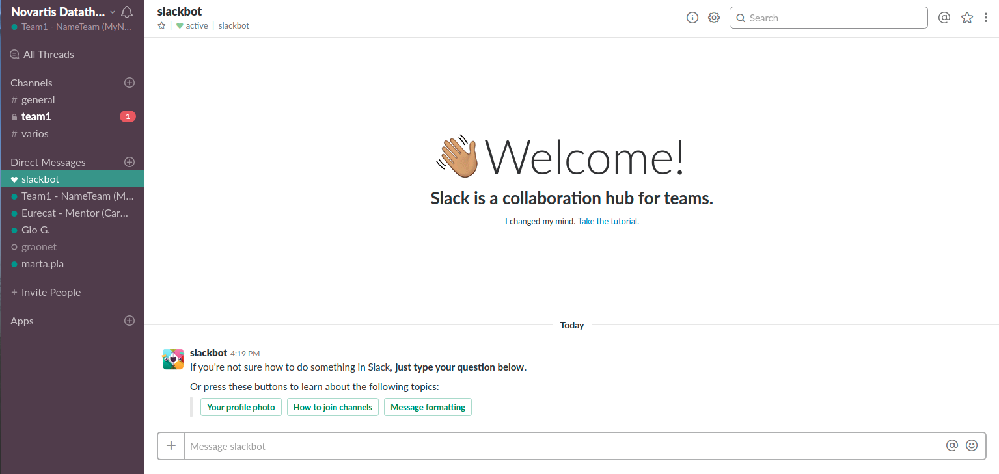 Novartis Datath...
Team1 - NameTeam (MyN...
All Threads
Channels
# general
team1 1
# varios
Direct Messages
slackbot
Team1 - NameTeam (M...
Eurecat - Mentor (Car...
Gio G.
graonet
marta.pla
+ Invite People
Apps
slackbot
active | slackbot
Search
Welcome!
Slack is a collaboration hub for teams.
I changed my mind. Take the tutorial.
Today
slackbot 4:19 PM
If you're not sure how to do something in Slack, just type your question below.
Or press these buttons to learn about the following topics:
Your profile photo How to join channels Message formatting
Message slackbot